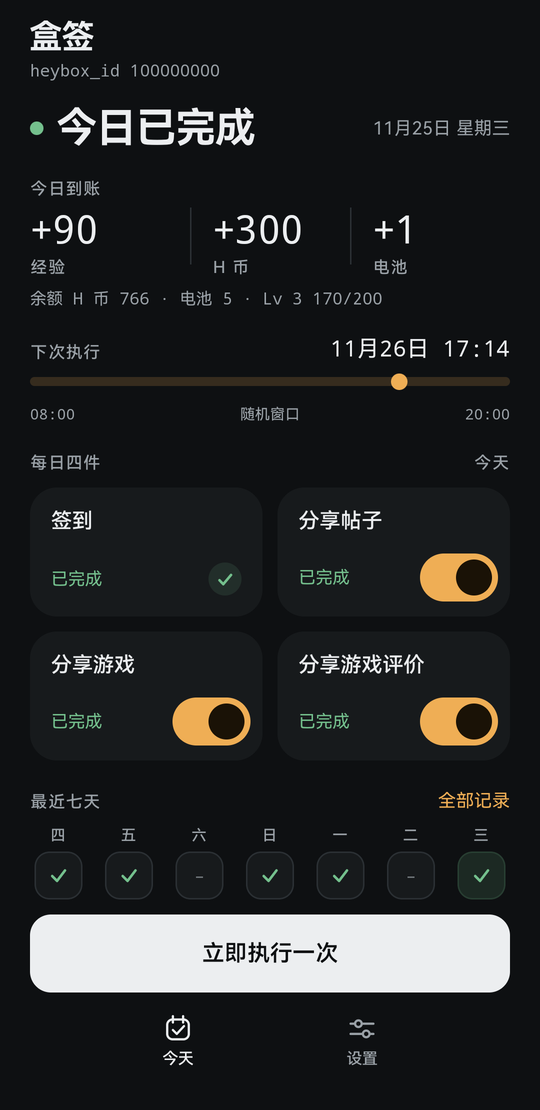 盒签
heybox_id 100000000
今日已完成 11月25日 星期三
今日到账
+90 +300 +1
经验 H 币 电池
余额 H 币 766 · 电池 5 · Lv 3 170/200
下次执行 11月26日 17:14
08:00 随机窗口 20:00
每日四件 今天
签到 分享帖子
已完成 已完成
分享游戏 分享游戏评价
已完成 已完成
最近七天 全部记录
四 五 六 日 一 二 三
– –
立即执行一次
今天 设置